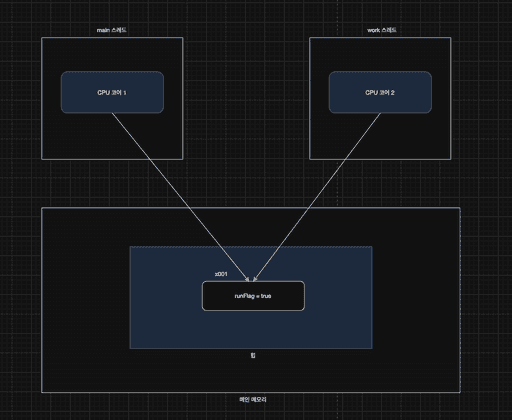 main 스레드
work 스레드
CPU 코어 1
CPU 코어 2
x001
runFlag = true
힙
메인 메모리